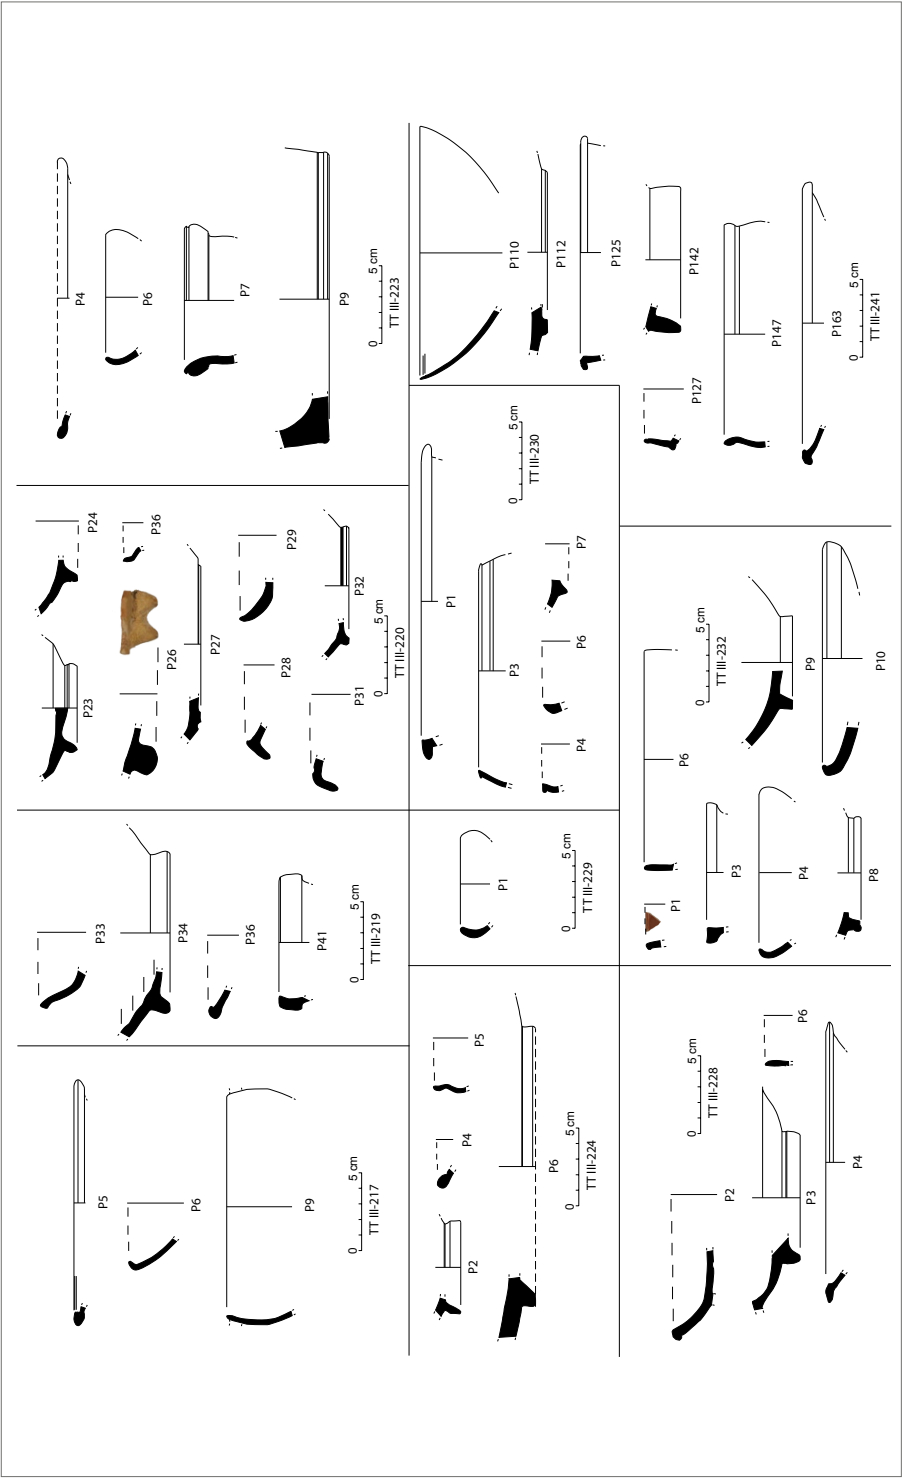 P5
P6
P9
0 5 cm
TT III-217
P33
P34
P36
P41
0 5 cm
TT III-219
P23
P24
P26
P36
P27
P28
P29
P31
P32
0 5 cm
TT III-220
P4
P6
P7
P9
0 5 cm
TT III-223
P2
P4
P5
P6
0 5 cm
TT III-224
P1
0 5 cm
TT III-229
P1
P3
P4
P6
P7
0 5 cm
TT III-230
P110
P112
P125
P127
P142
P147
P163
0 5 cm
TT III-241
P2
P3
P4
P6
0 5 cm
TT III-228
P1
P3
P4
P6
P8
P9
P10
0 5 cm
TT III-232